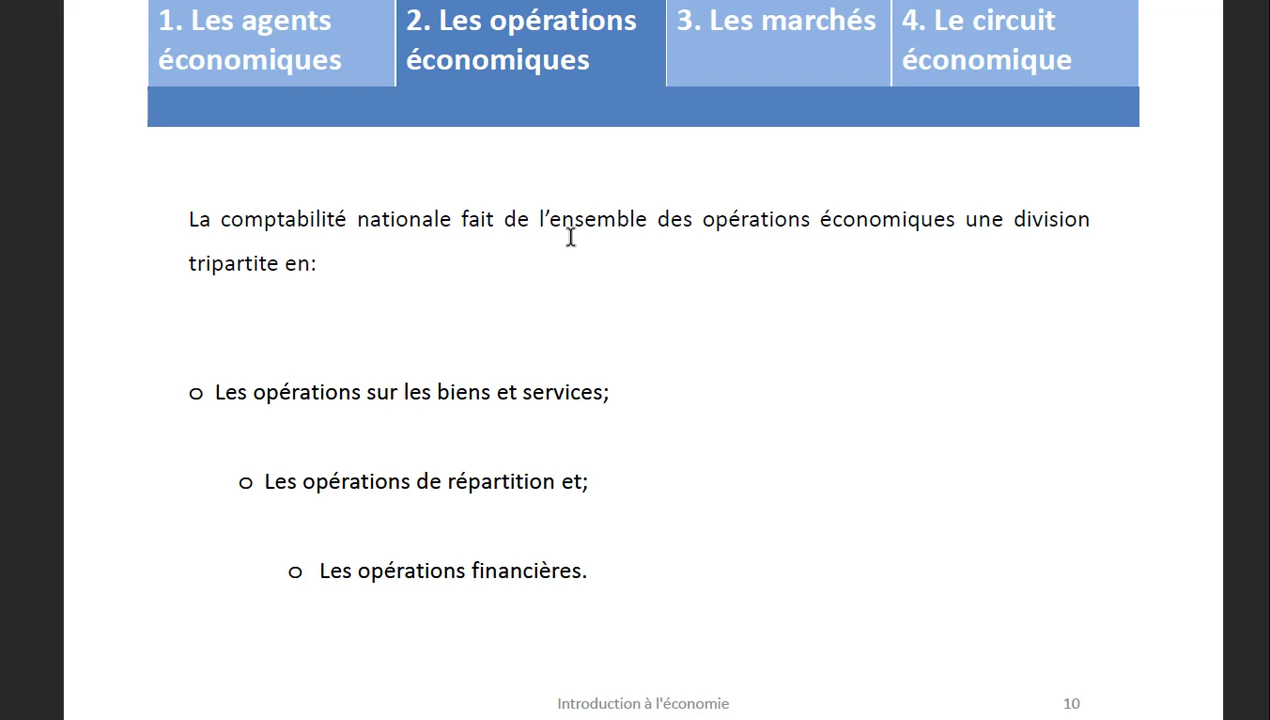 1. Les agents économiques
2. Les opérations économiques
3. Les marchés
4. Le circuit économique
La comptabilité nationale fait de l’ensemble des opérations économiques une division
tripartite en:
o Les opérations sur les biens et services;
o Les opérations de répartition et;
o Les opérations financières.
Introduction à l'économie
10